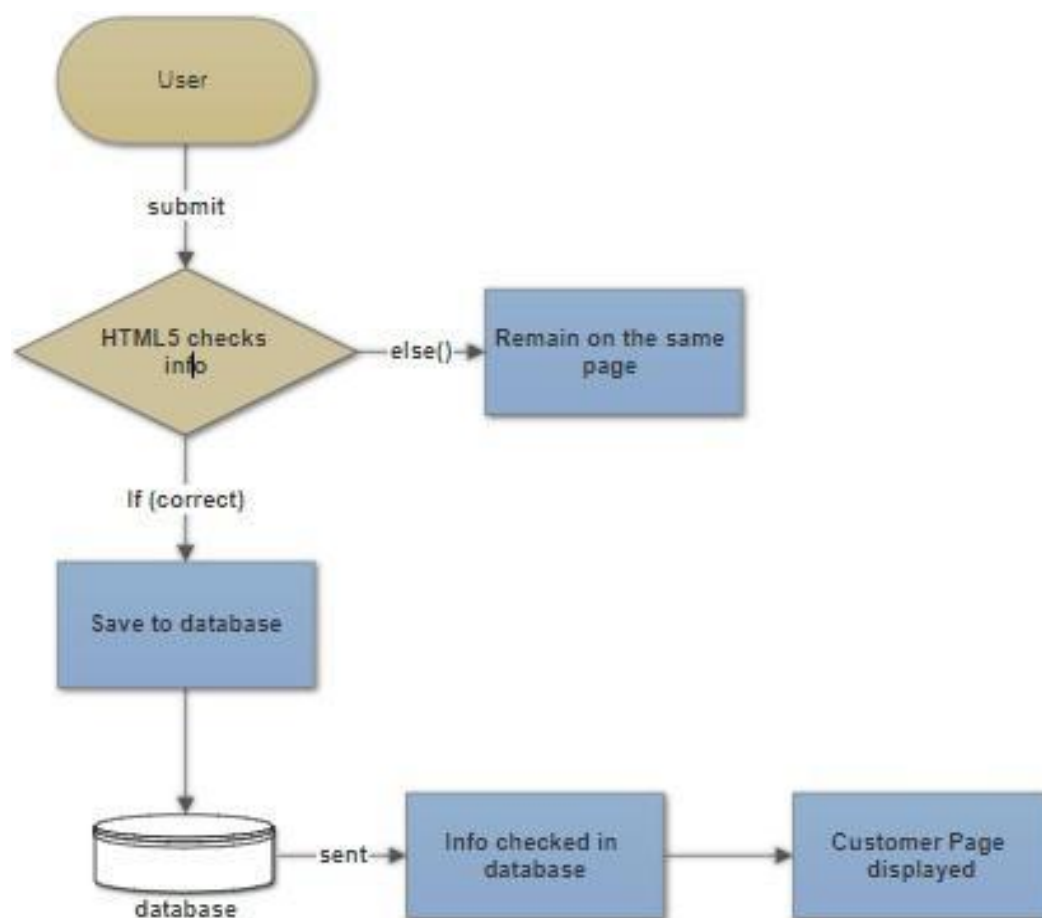 User
submit
HTML5 checks
info
else()
Remain on the same
page
If (correct)
Save to database
database
sent
Info checked in
database
Customer Page
displayed